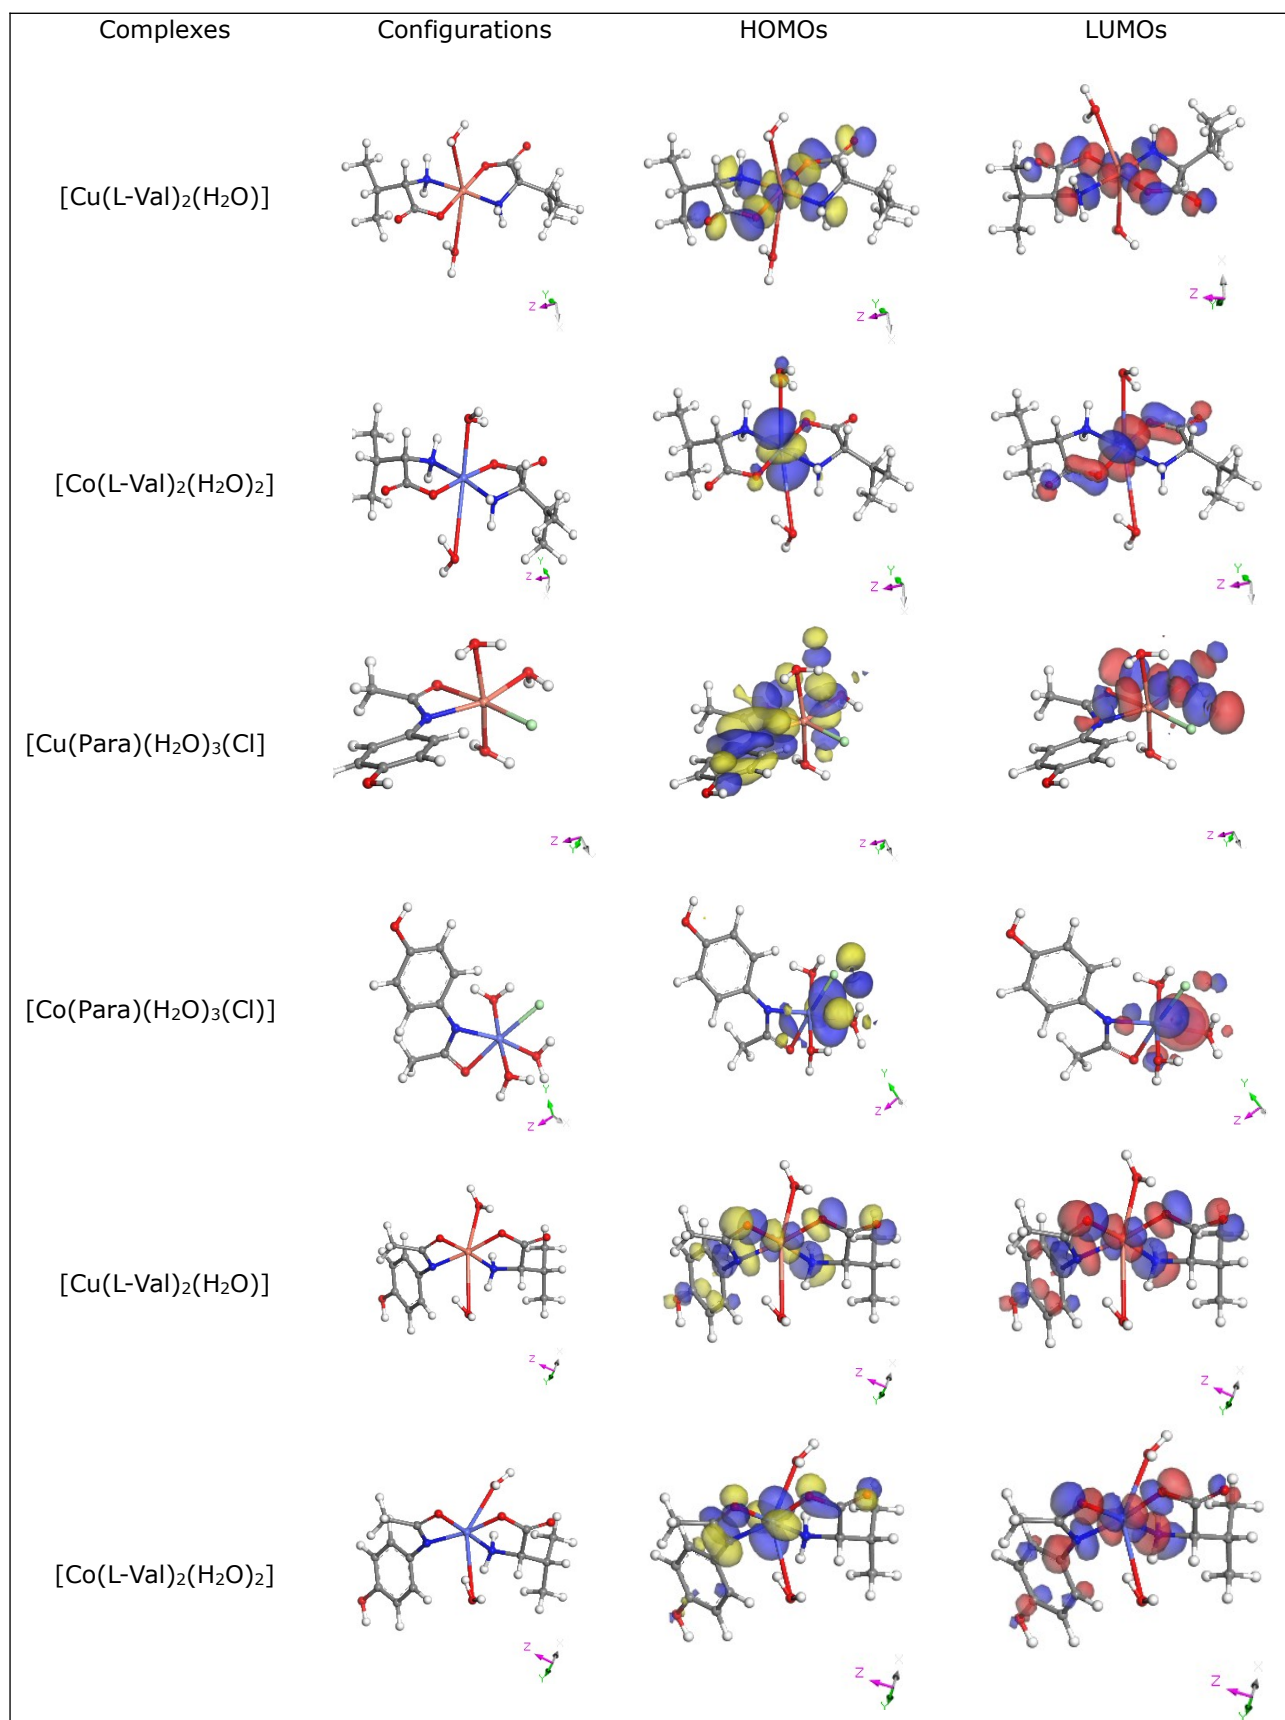 Complexes Configurations HOMOs LUMOs
[Cu(L-Val)₂(H₂O)]
Z Y X
Z Y X
X Z Y
[Co(L-Val)₂(H₂O)₂]
Z Y X
Z Y X
Z Y X
[Cu(Para)(H₂O)₃(Cl]
Z Y
Z Y X
Z Y
[Co(Para)(H₂O)₃(Cl)]
Y Z X
Y Z
Y Z
[Cu(L-Val)₂(H₂O)]
Z Y X
Z Y X
Z Y X
[Co(L-Val)₂(H₂O)₂]
Z Y X
Z Y X
Z Y X